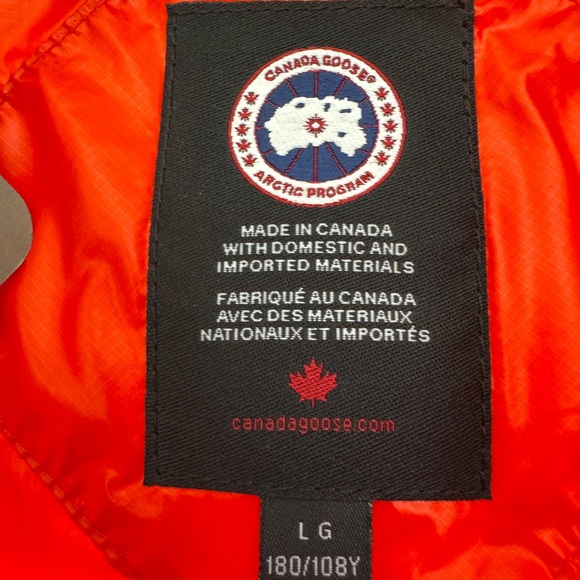 CANADA GOOSE®
ARCTIC PROGRAM
MADE IN CANADA
WITH DOMESTIC AND
IMPORTED MATERIALS
FABRIQUÉ AU CANADA
AVEC DES MATERIAUX
NATIONAUX ET IMPORTÉS
canadagoose.com
LG
180/108Y